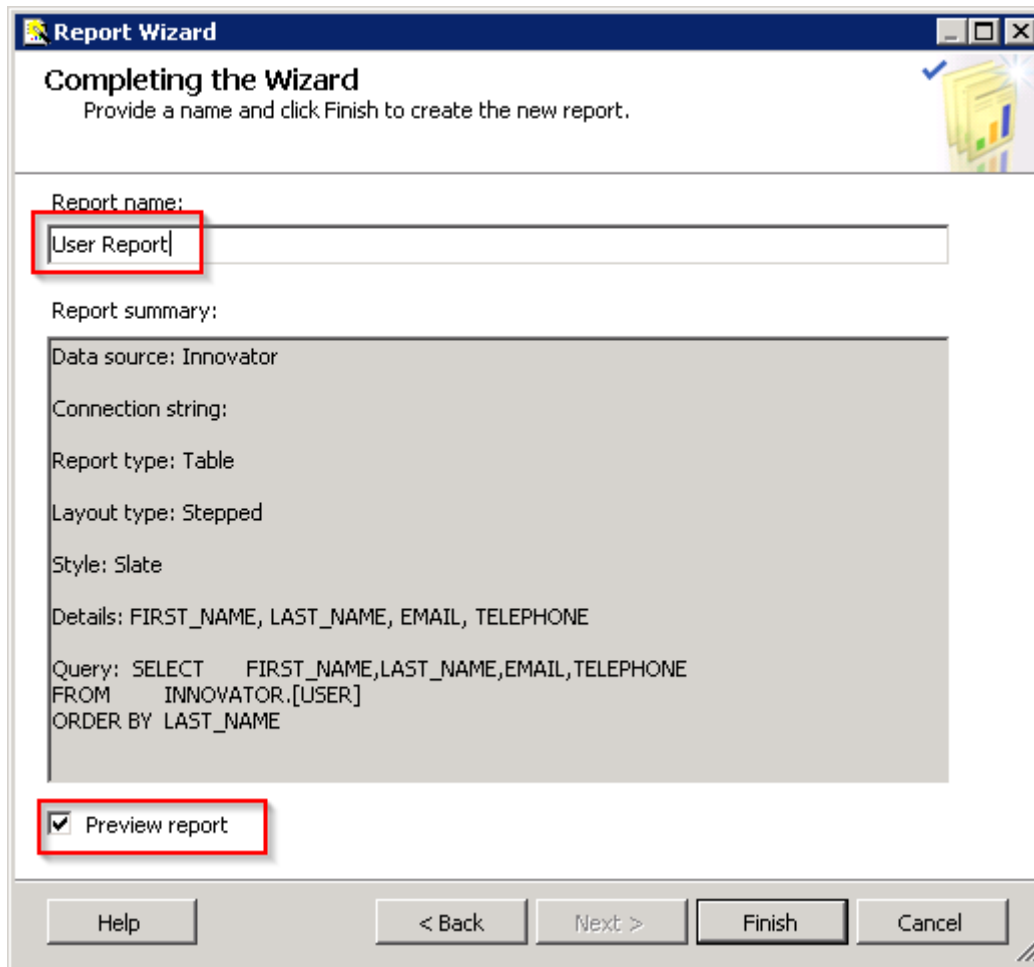 Report Wizard
Completing the Wizard
Provide a name and click Finish to create the new report.
Report name:
User Report
Report summary:
Data source: Innovator
Connection string:
Report type: Table
Layout type: Stepped
Style: Slate
Details: FIRST_NAME, LAST_NAME, EMAIL, TELEPHONE
Query:  SELECT      FIRST_NAME,LAST_NAME,EMAIL,TELEPHONE
FROM        INNOVATOR.[USER]
ORDER BY  LAST_NAME
Preview report
Help < Back Next > Finish Cancel